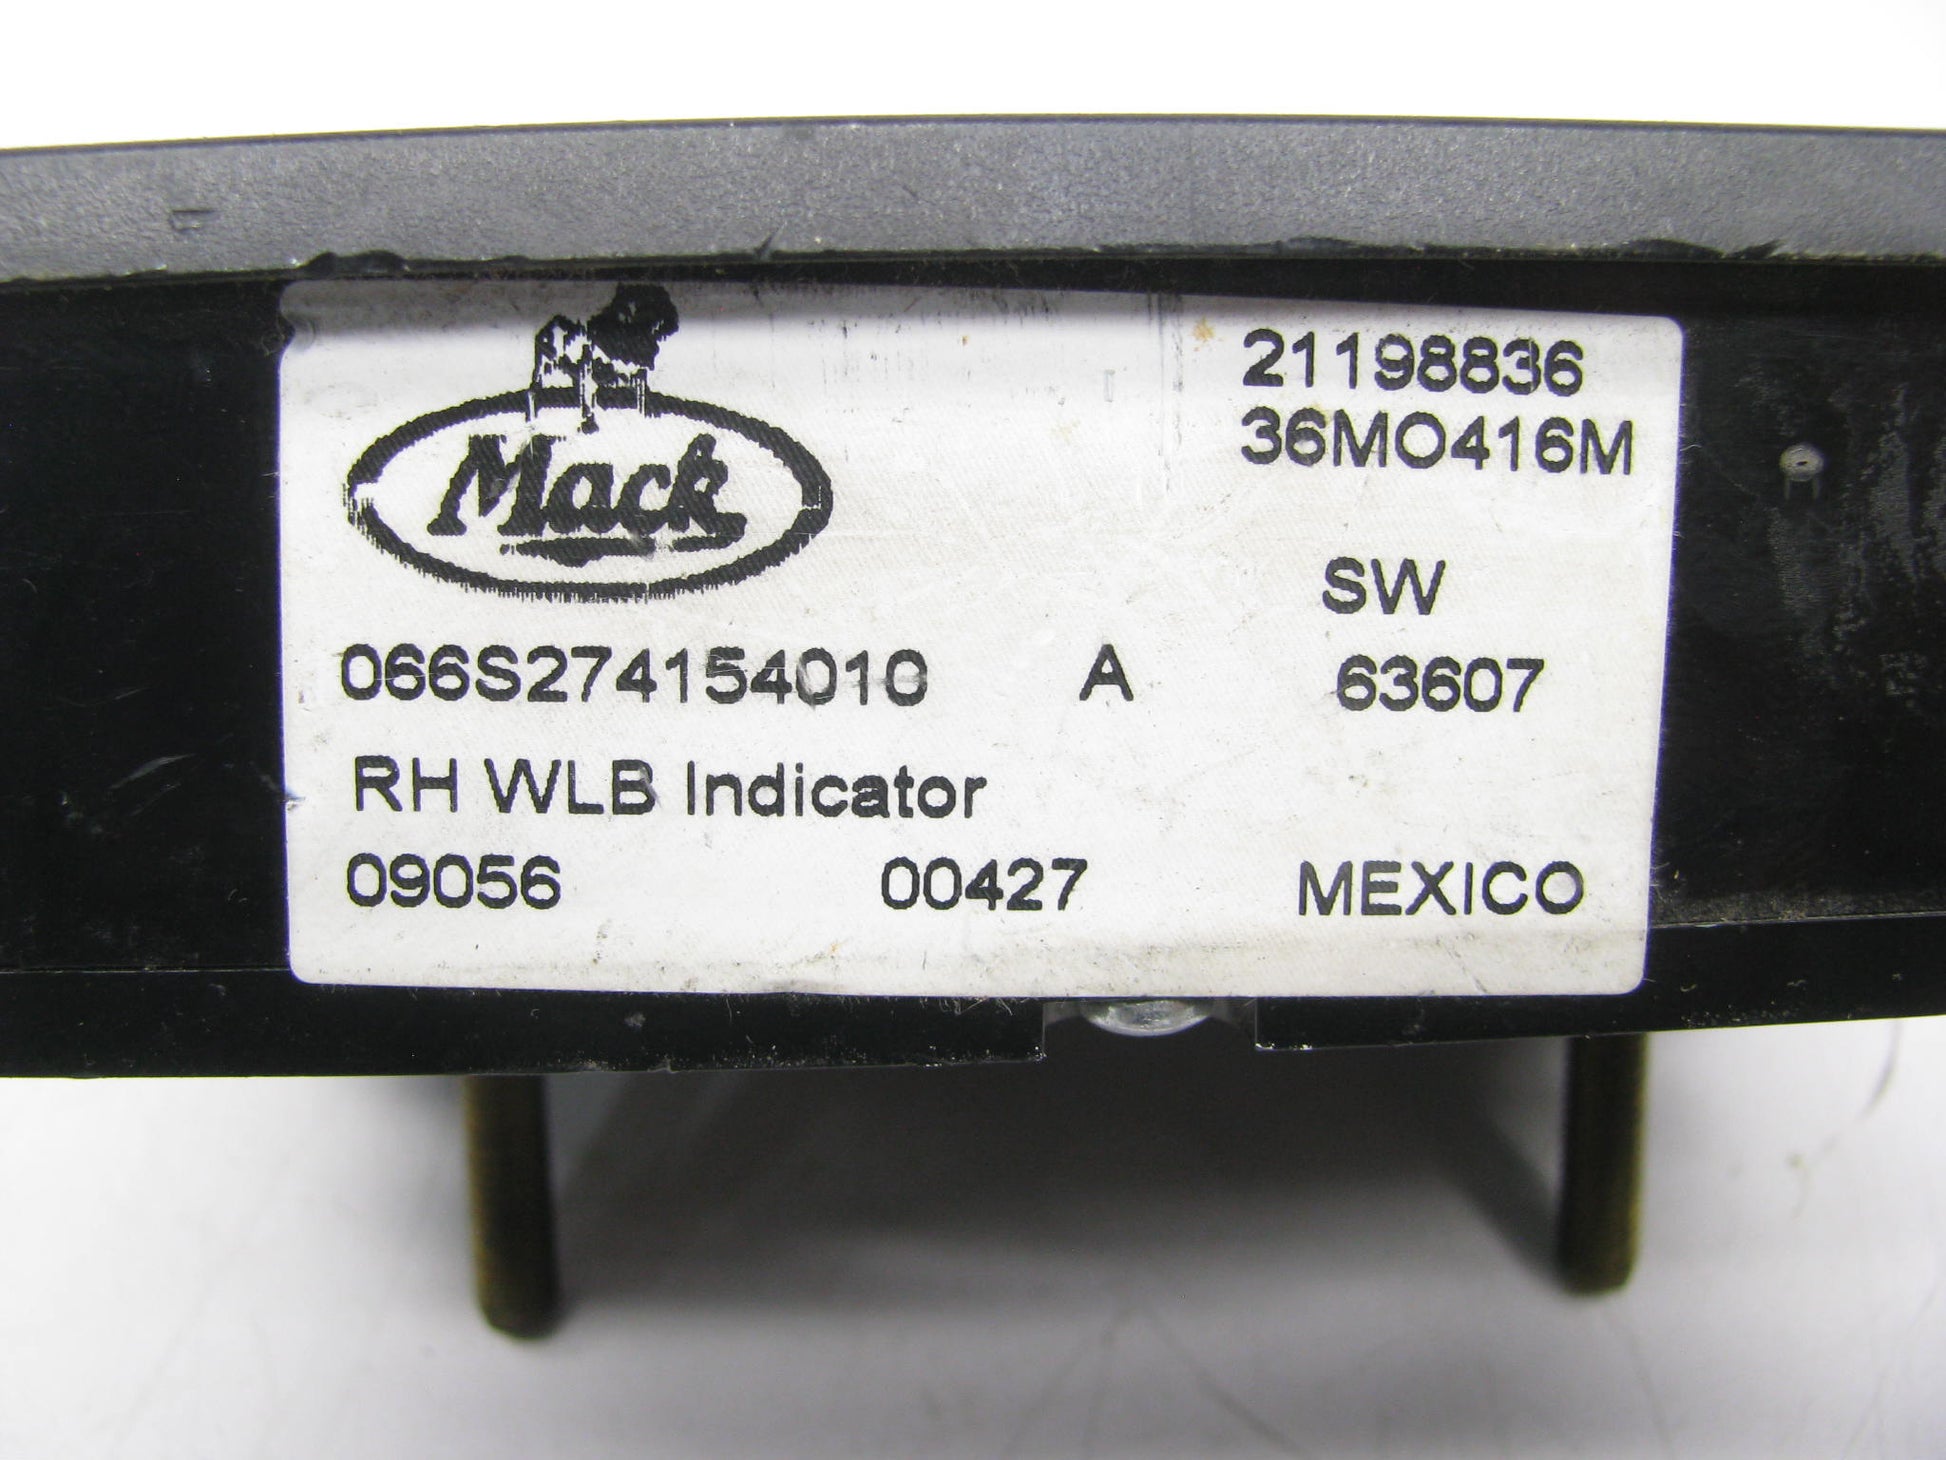 Mack
21198836
36MO416M
SW
066S274154010 A 63607
RH WLB Indicator
09056 00427 MEXICO